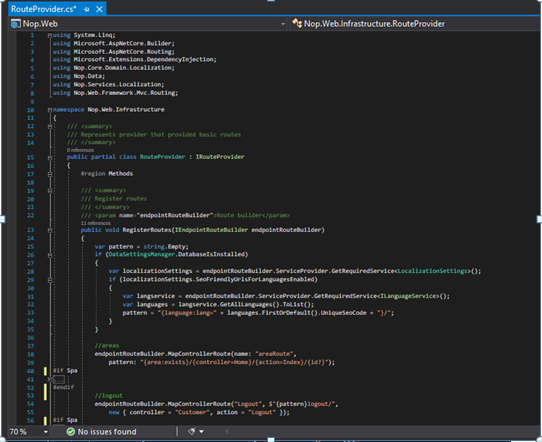 RouteProvider.cs*
Nop.Web
Nop.Web.Infrastructure.RouteProvider
1 using System.Linq;
2 using Microsoft.AspNetCore.Builder;
3 using Microsoft.AspNetCore.Routing;
4 using Microsoft.Extensions.DependencyInjection;
5 using Nop.Core.Domain.Localization;
6 using Nop.Data;
7 using Nop.Services.Localization;
8 using Nop.Web.Framework.Mvc.Routing;
9
10 namespace Nop.Web.Infrastructure
11 {
12 /// <summary>
13 /// Represents provider that provided basic routes
14 /// </summary>
0 references
15 public partial class RouteProvider : IRouteProvider
16 {
17 #region Methods
18
19 /// <summary>
20 /// Register routes
21 /// </summary>
22 /// <param name="endpointRouteBuilder">Route builder</param>
11 references
23 public void RegisterRoutes(IEndpointRouteBuilder endpointRouteBuilder)
24 {
25 var pattern = string.Empty;
26 if (DataSettingsManager.DatabaseIsInstalled)
27 {
28 var localizationSettings = endpointRouteBuilder.ServiceProvider.GetRequiredService<LocalizationSettings>();
29 if (localizationSettings.SeoFriendlyUrlsForLanguagesEnabled)
30 {
31 var langservice = endpointRouteBuilder.ServiceProvider.GetRequiredService<ILanguageService>();
32 var languages = langservice.GetAllLanguages().ToList();
33 pattern = "{language:lang=" + languages.FirstOrDefault().UniqueSeoCode + "}/";
34 }
35 }
36
37 //areas
38 endpointRouteBuilder.MapControllerRoute(name: "areaRoute",
39 pattern: "{area:exists}/{controller=Home}/{action=Index}/{id?}");
40 #if Spa
41 ...
52 #endif
52
53 //logout
54 endpointRouteBuilder.MapControllerRoute("Logout", $"{pattern}logout/",
55 new { controller = "Customer", action = "Logout" });
56 #if Spa
70 %
No issues found